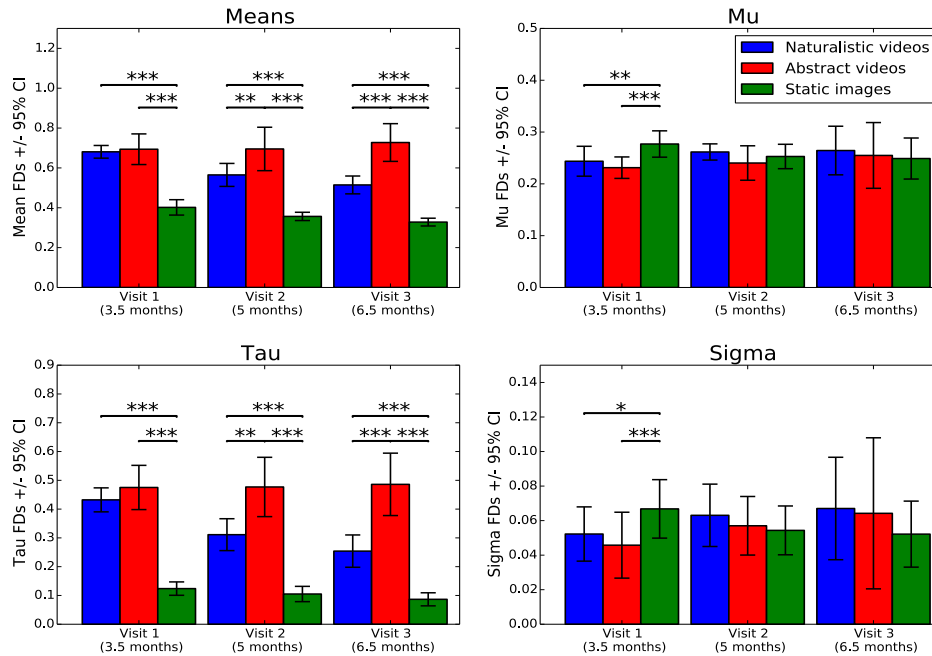 Means
Mean FDs +/- 95% CI
1.2
1.0
0.8
0.6
0.4
0.2
0.0
***
***
***
***
**
***
***
***
Visit 1
(3.5 months)
Visit 2
(5 months)
Visit 3
(6.5 months)
Mu
Mu FDs +/- 95% CI
0.5
0.4
0.3
0.2
0.1
0.0
Naturalistic videos
Abstract videos
Static images
**
***
Visit 1
(3.5 months)
Visit 2
(5 months)
Visit 3
(6.5 months)
Tau
Tau FDs +/- 95% CI
0.9
0.8
0.7
0.6
0.5
0.4
0.3
0.2
0.1
0.0
***
***
***
***
**
***
***
***
Visit 1
(3.5 months)
Visit 2
(5 months)
Visit 3
(6.5 months)
Sigma
Sigma FDs +/- 95% CI
0.14
0.12
0.10
0.08
0.06
0.04
0.02
0.00
*
***
Visit 1
(3.5 months)
Visit 2
(5 months)
Visit 3
(6.5 months)